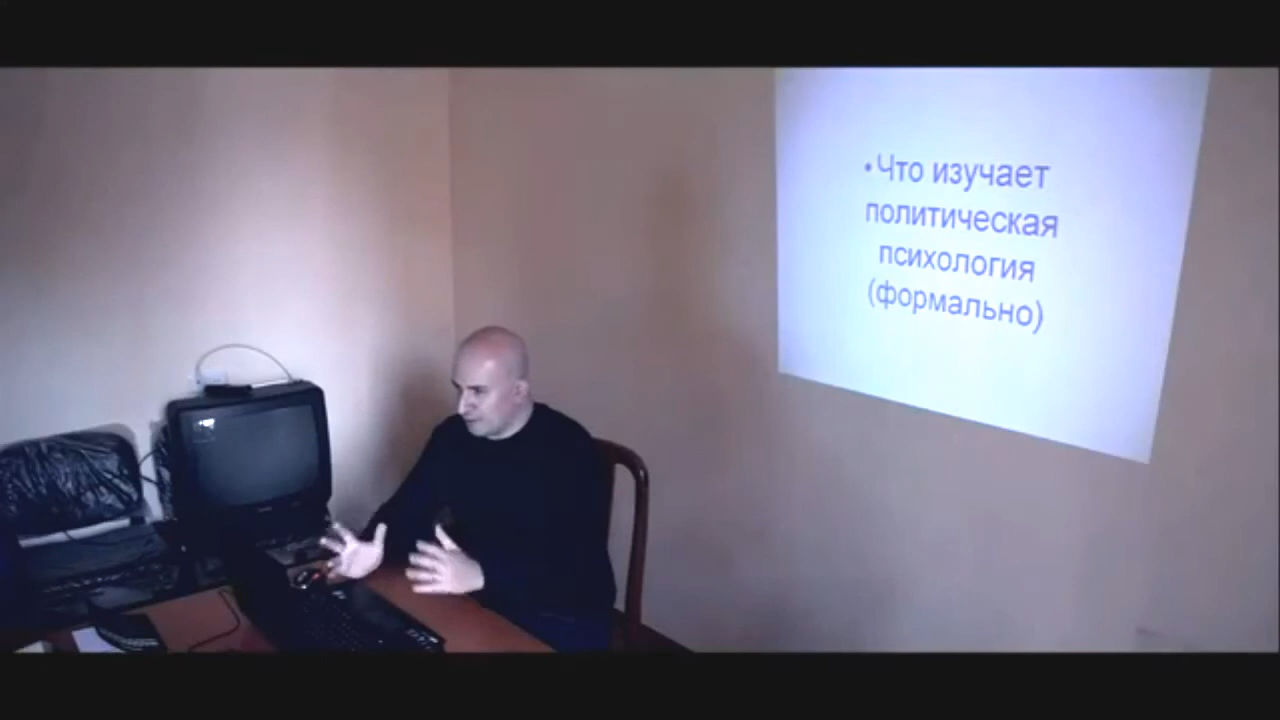 •Что изучает
политическая
психология
(формально)